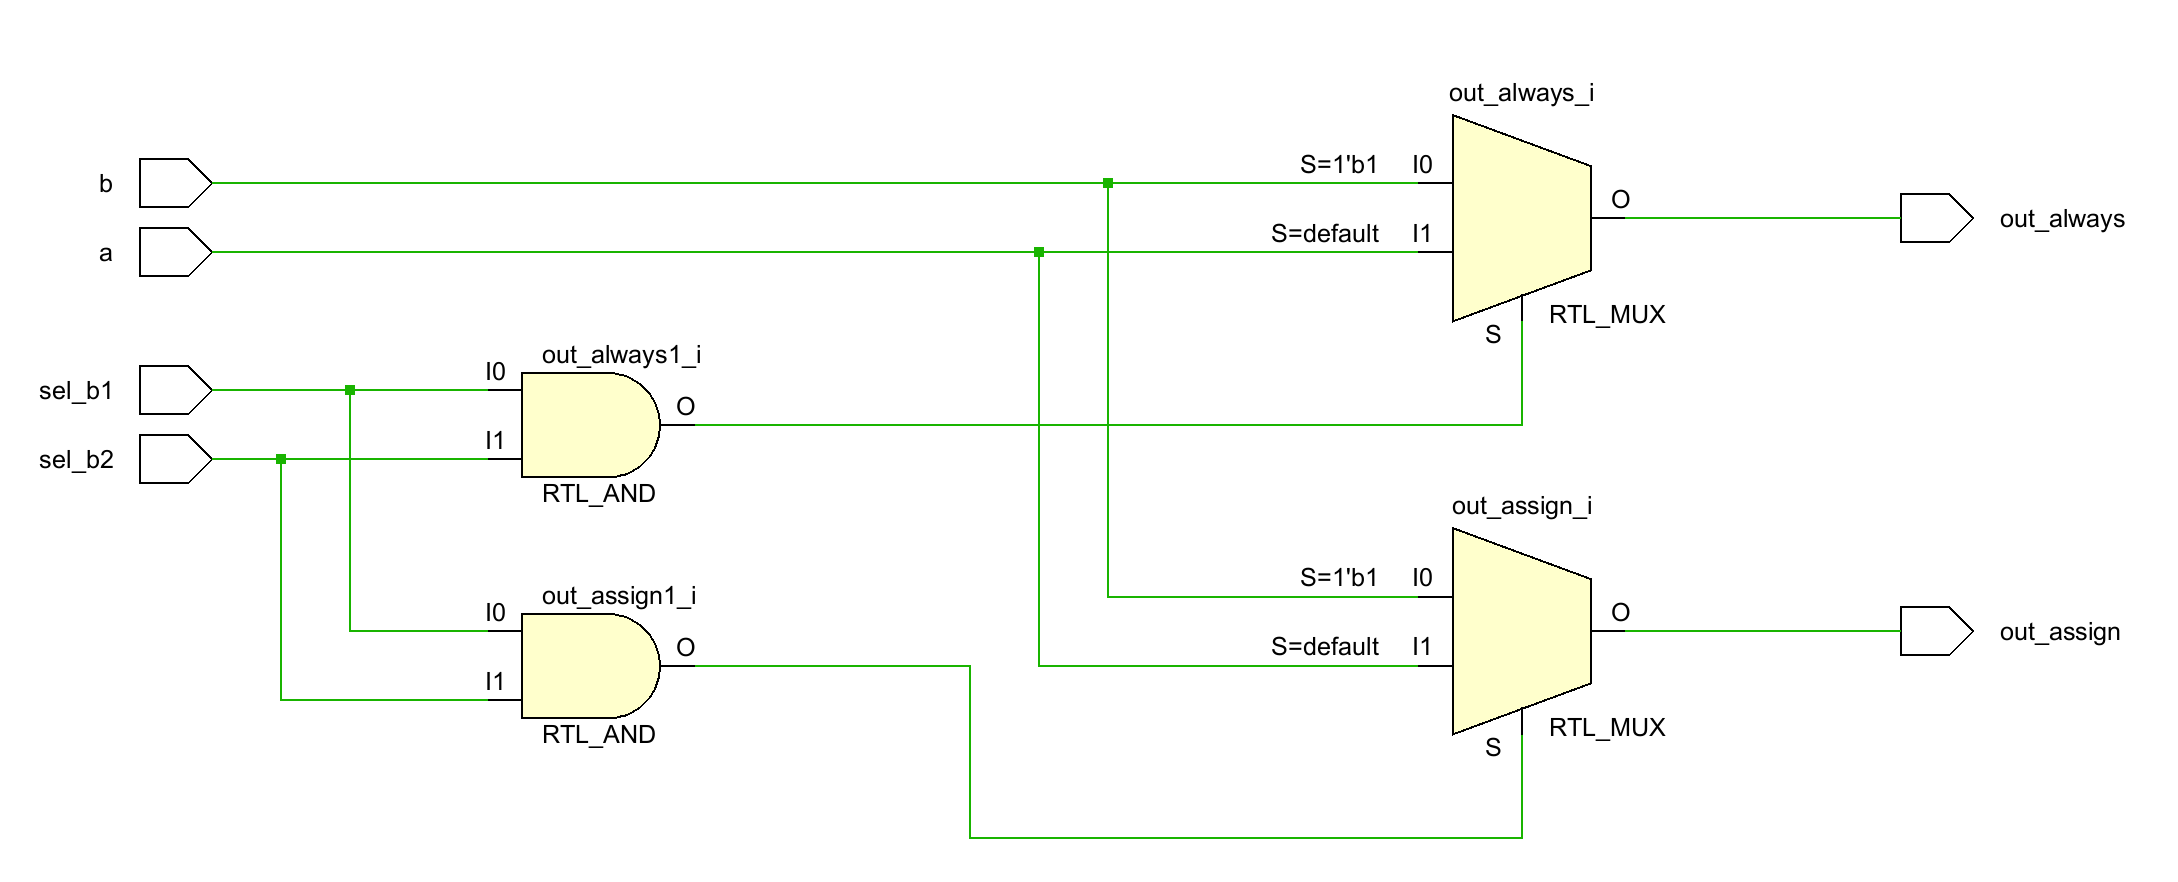 out_always_i
b
S=1'b1 I0
O
out_always
a
S=default I1
RTL_MUX
S
out_always1_i
sel_b1
I0
O
I1
sel_b2
RTL_AND
out_assign_i
S=1'b1 I0
out_assign1_i
I0
O
out_assign
O
S=default I1
I1
RTL_AND
RTL_MUX
S